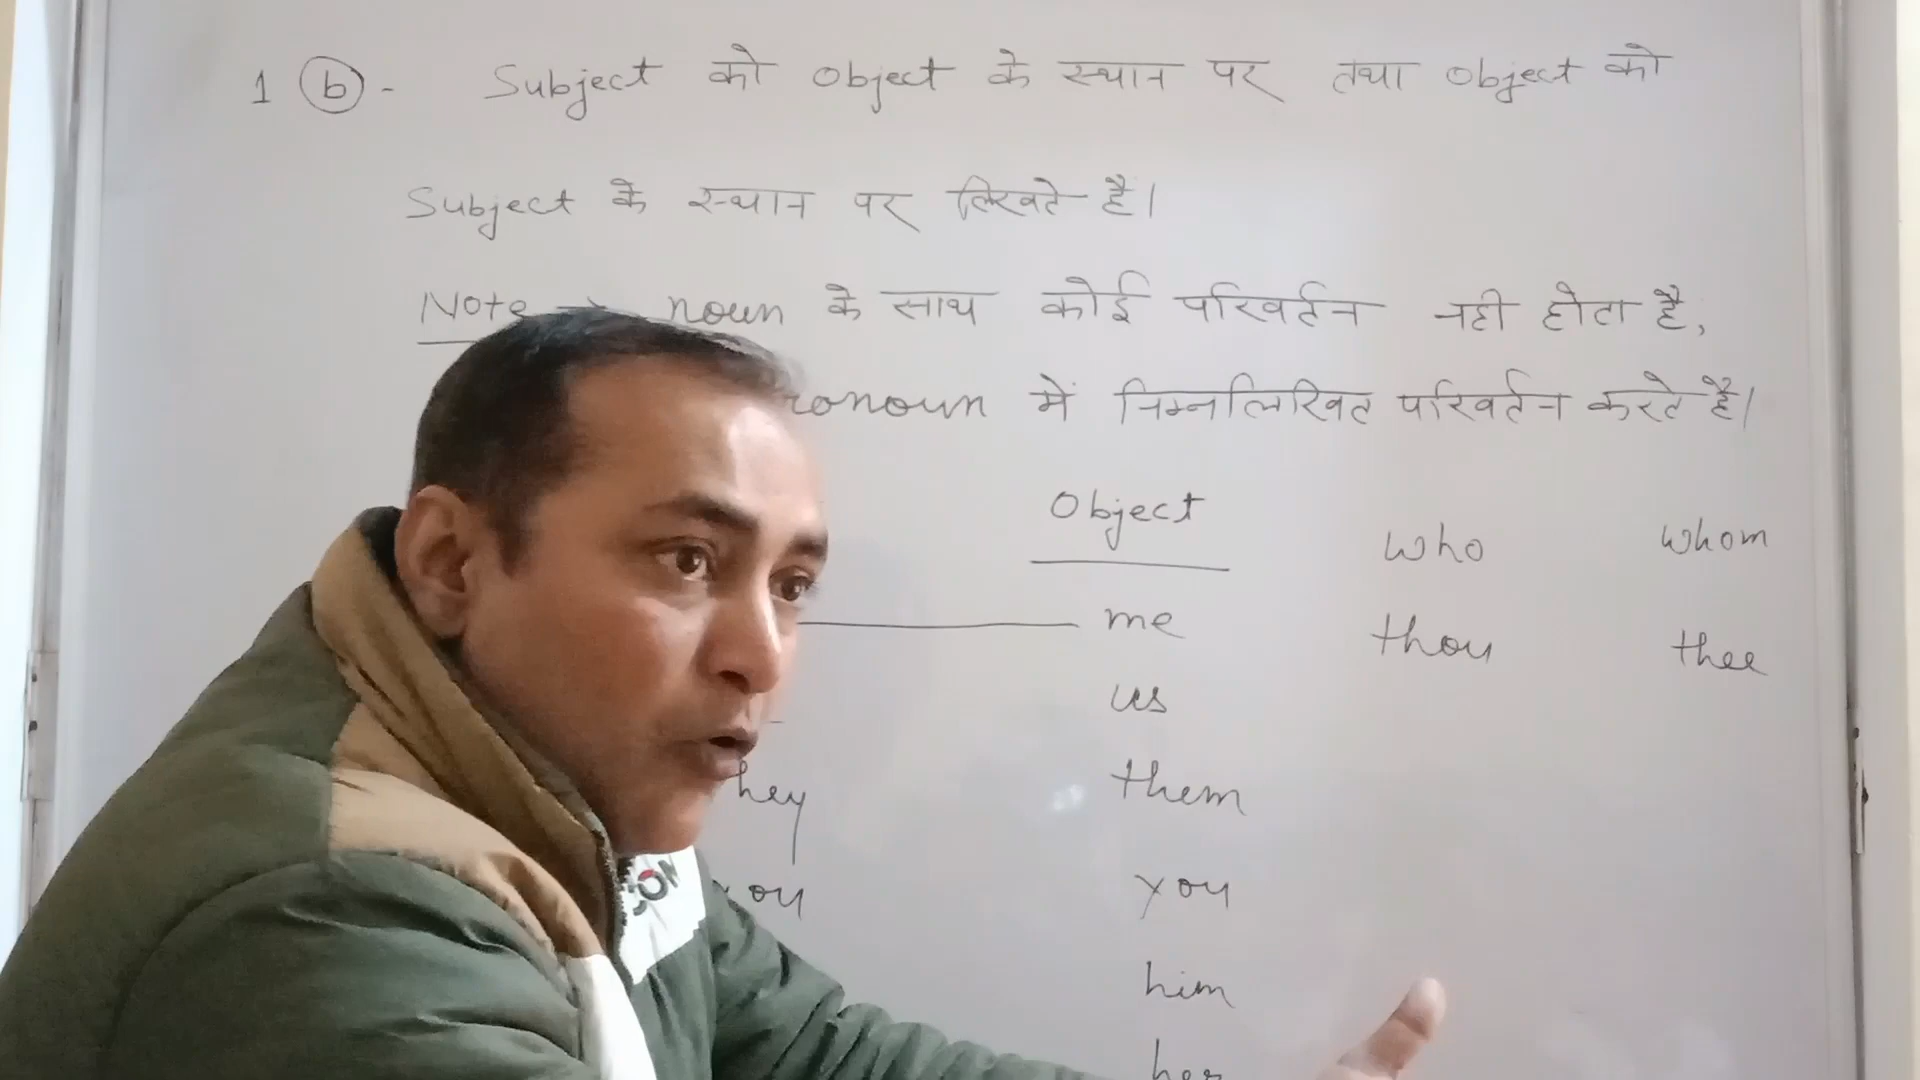 1 (b) - Subject को object के स्थान पर तथा object को
Subject के स्थान पर लिखते है।
Note → noun के साथ कोई परिवर्तन नही होता है,
में निम्नलिखित परिवर्तन करते है।
Object
who whom
me
thou thee
us
them
you
him
her